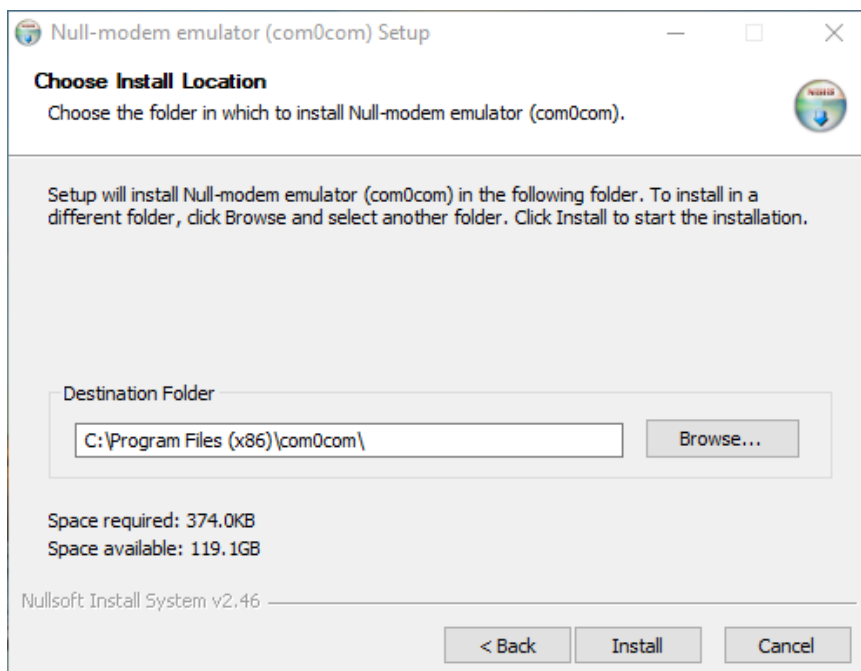 Null-modem emulator (com0com) Setup
Choose Install Location
Choose the folder in which to install Null-modem emulator (com0com).
Setup will install Null-modem emulator (com0com) in the following folder. To install in a
different folder, click Browse and select another folder. Click Install to start the installation.
Destination Folder
C:\Program Files (x86)\com0com\
Browse...
Space required: 374.0KB
Space available: 119.1GB
Nullsoft Install System v2.46
< Back
Install
Cancel